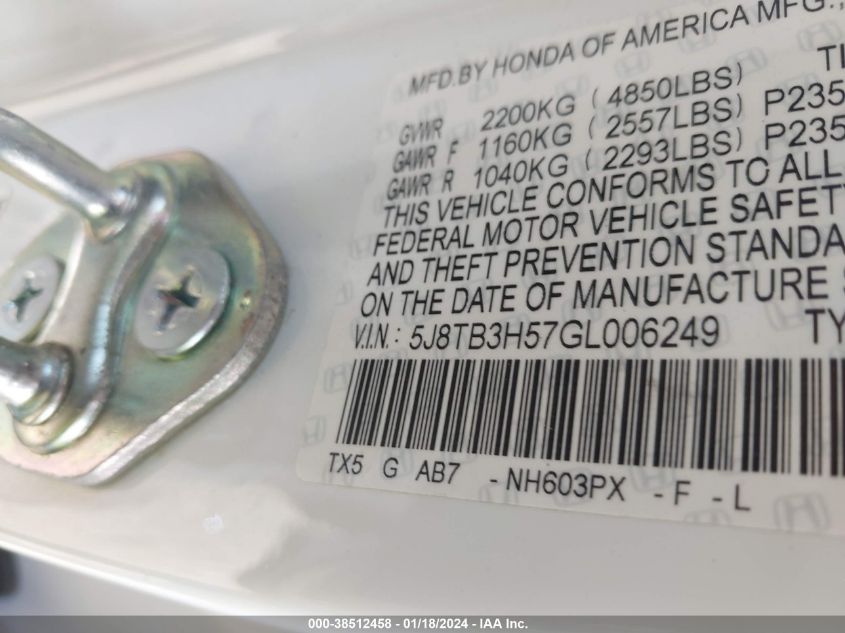 MFD.BY HONDA OF AMERICA MFG.,
GVWR 2200KG (4850LBS) TI
GAWR F 1160KG (2557LBS) P235
GAWR R 1040KG (2293LBS) P235
THIS VEHICLE CONFORMS TO ALL
FEDERAL MOTOR VEHICLE SAFETY
AND THEFT PREVENTION STANDA
ON THE DATE OF MANUFACTURE S
V.I.N.: 5J8TB3H57GL006249 TY
TX5 G AB7 -NH603PX -F -L
000-38512458 - 01/18/2024 - IAA Inc.